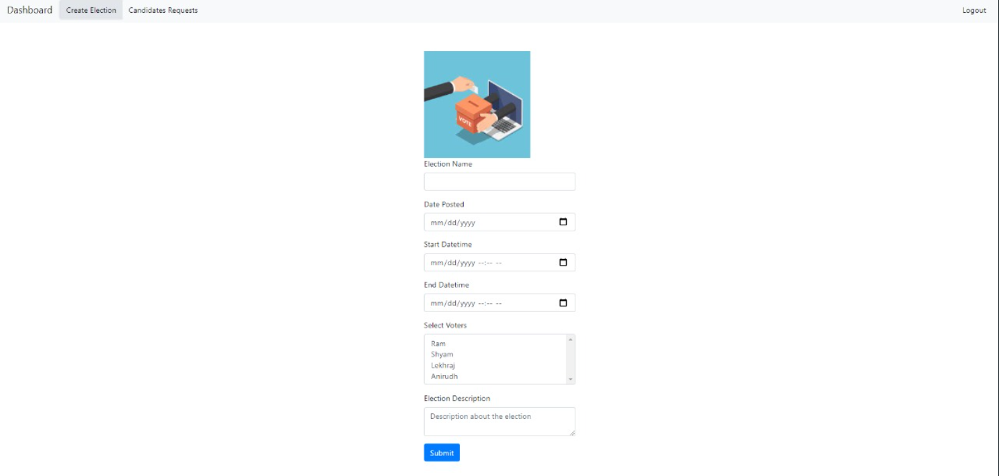 Dashboard Create Election Candidates Requests Logout
VOTE
Election Name
Date Posted
mm/dd/yyyy
Start Datetime
mm/dd/yyyy --:-- --
End Datetime
mm/dd/yyyy --:-- --
Select Voters
Ram
Shyam
Lekhraj
Anirudh
Election Description
Description about the election
Submit